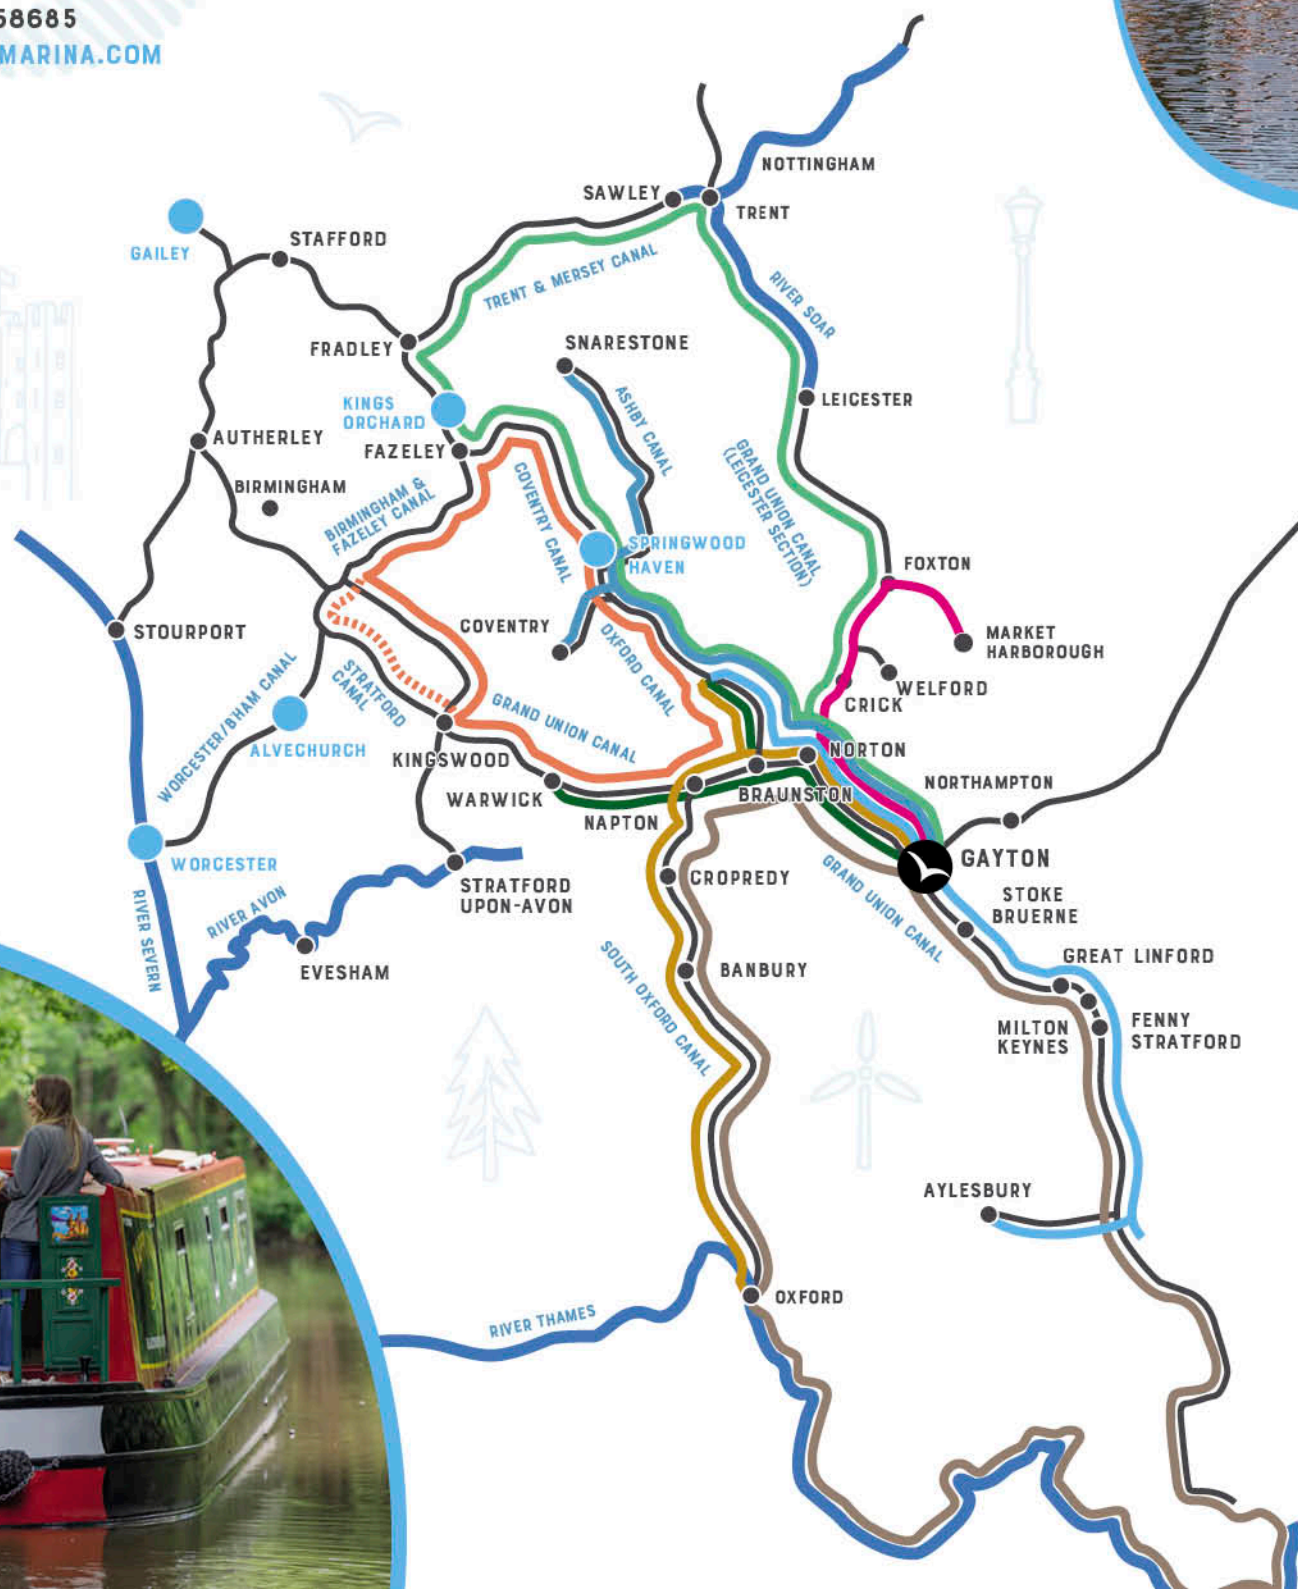 58685
MARINA.COM
NOTTINGHAM
SAWLEY
TRENT
STAFFORD
GAILEY
TRENT & MERSEY CANAL
RIVER SOAR
SNARESTONE
FRADLEY
ASHBY CANAL
LEICESTER
KINGS
ORCHARD
AUTHERLEY
FAZELEY
GRAND UNION CANAL
(LEICESTER SECTION)
BIRMINGHAM
BIRMINGHAM &
FAZELEY CANAL
COVENTRY CANAL
SPRINGWOOD
HAVEN
FOXTON
COVENTRY
STOURPORT
OXFORD CANAL
MARKET
HARBOROUGH
WORCESTER/B'HAM CANAL
STRATFORD
CANAL
WELFORD
CRICK
GRAND UNION CANAL
ALVECHURCH
KINGSWOOD
NORTON
NORTHAMPTON
WARWICK
BRAUNSTON
NAPTON
WORCESTER
GAYTON
CROPREDY
GRAND UNION CANAL
STRATFORD
UPON-AVON
STOKE
BRUERNE
RIVER AVON
RIVER SEVERN
EVESHAM
SOUTH OXFORD CANAL
BANBURY
GREAT LINFORD
MILTON
KEYNES
FENNY
STRATFORD
AYLESBURY
OXFORD
RIVER THAMES